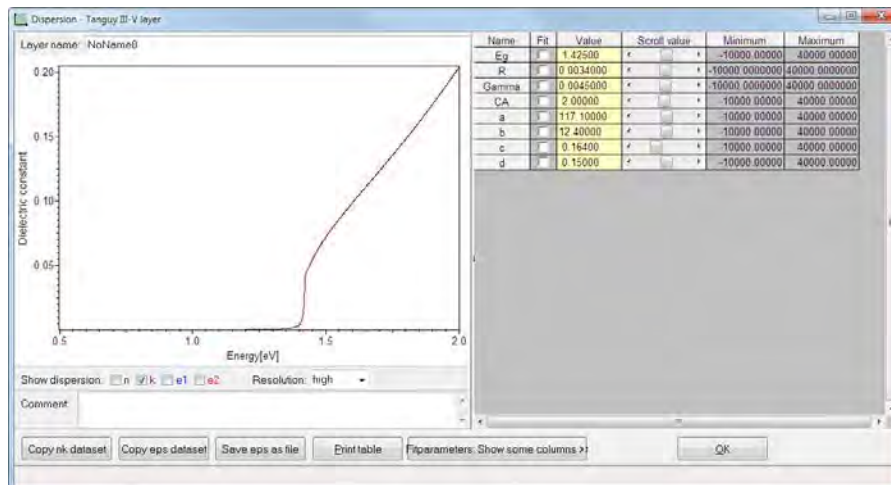 Dispersion - Tanguy III-V layer
Layer name: NoName0
0.20
0.15
0.10
0.05
Dielectric constant
0.5 1.0 1.5 2.0
Energy[eV]
Show dispersion: n k e1 e2 Resolution: high
Comment:
Name Fit Value Scroll value Minimum Maximum
Eg 1.42500 -10000.00000 40000.00000
R 0.0034000 -10000.0000000 40000.0000000
Gamma 0.0045000 -10000.0000000 40000.0000000
CA 2.00000 -10000.00000 40000.00000
a 117.10000 -10000.00000 40000.00000
b 12.40000 -10000.00000 40000.00000
c 0.16400 -10000.00000 40000.00000
d 0.15000 -10000.00000 40000.00000
Copy nk dataset Copy eps dataset Save eps as file Print table Fitparameters: Show some columns >> OK